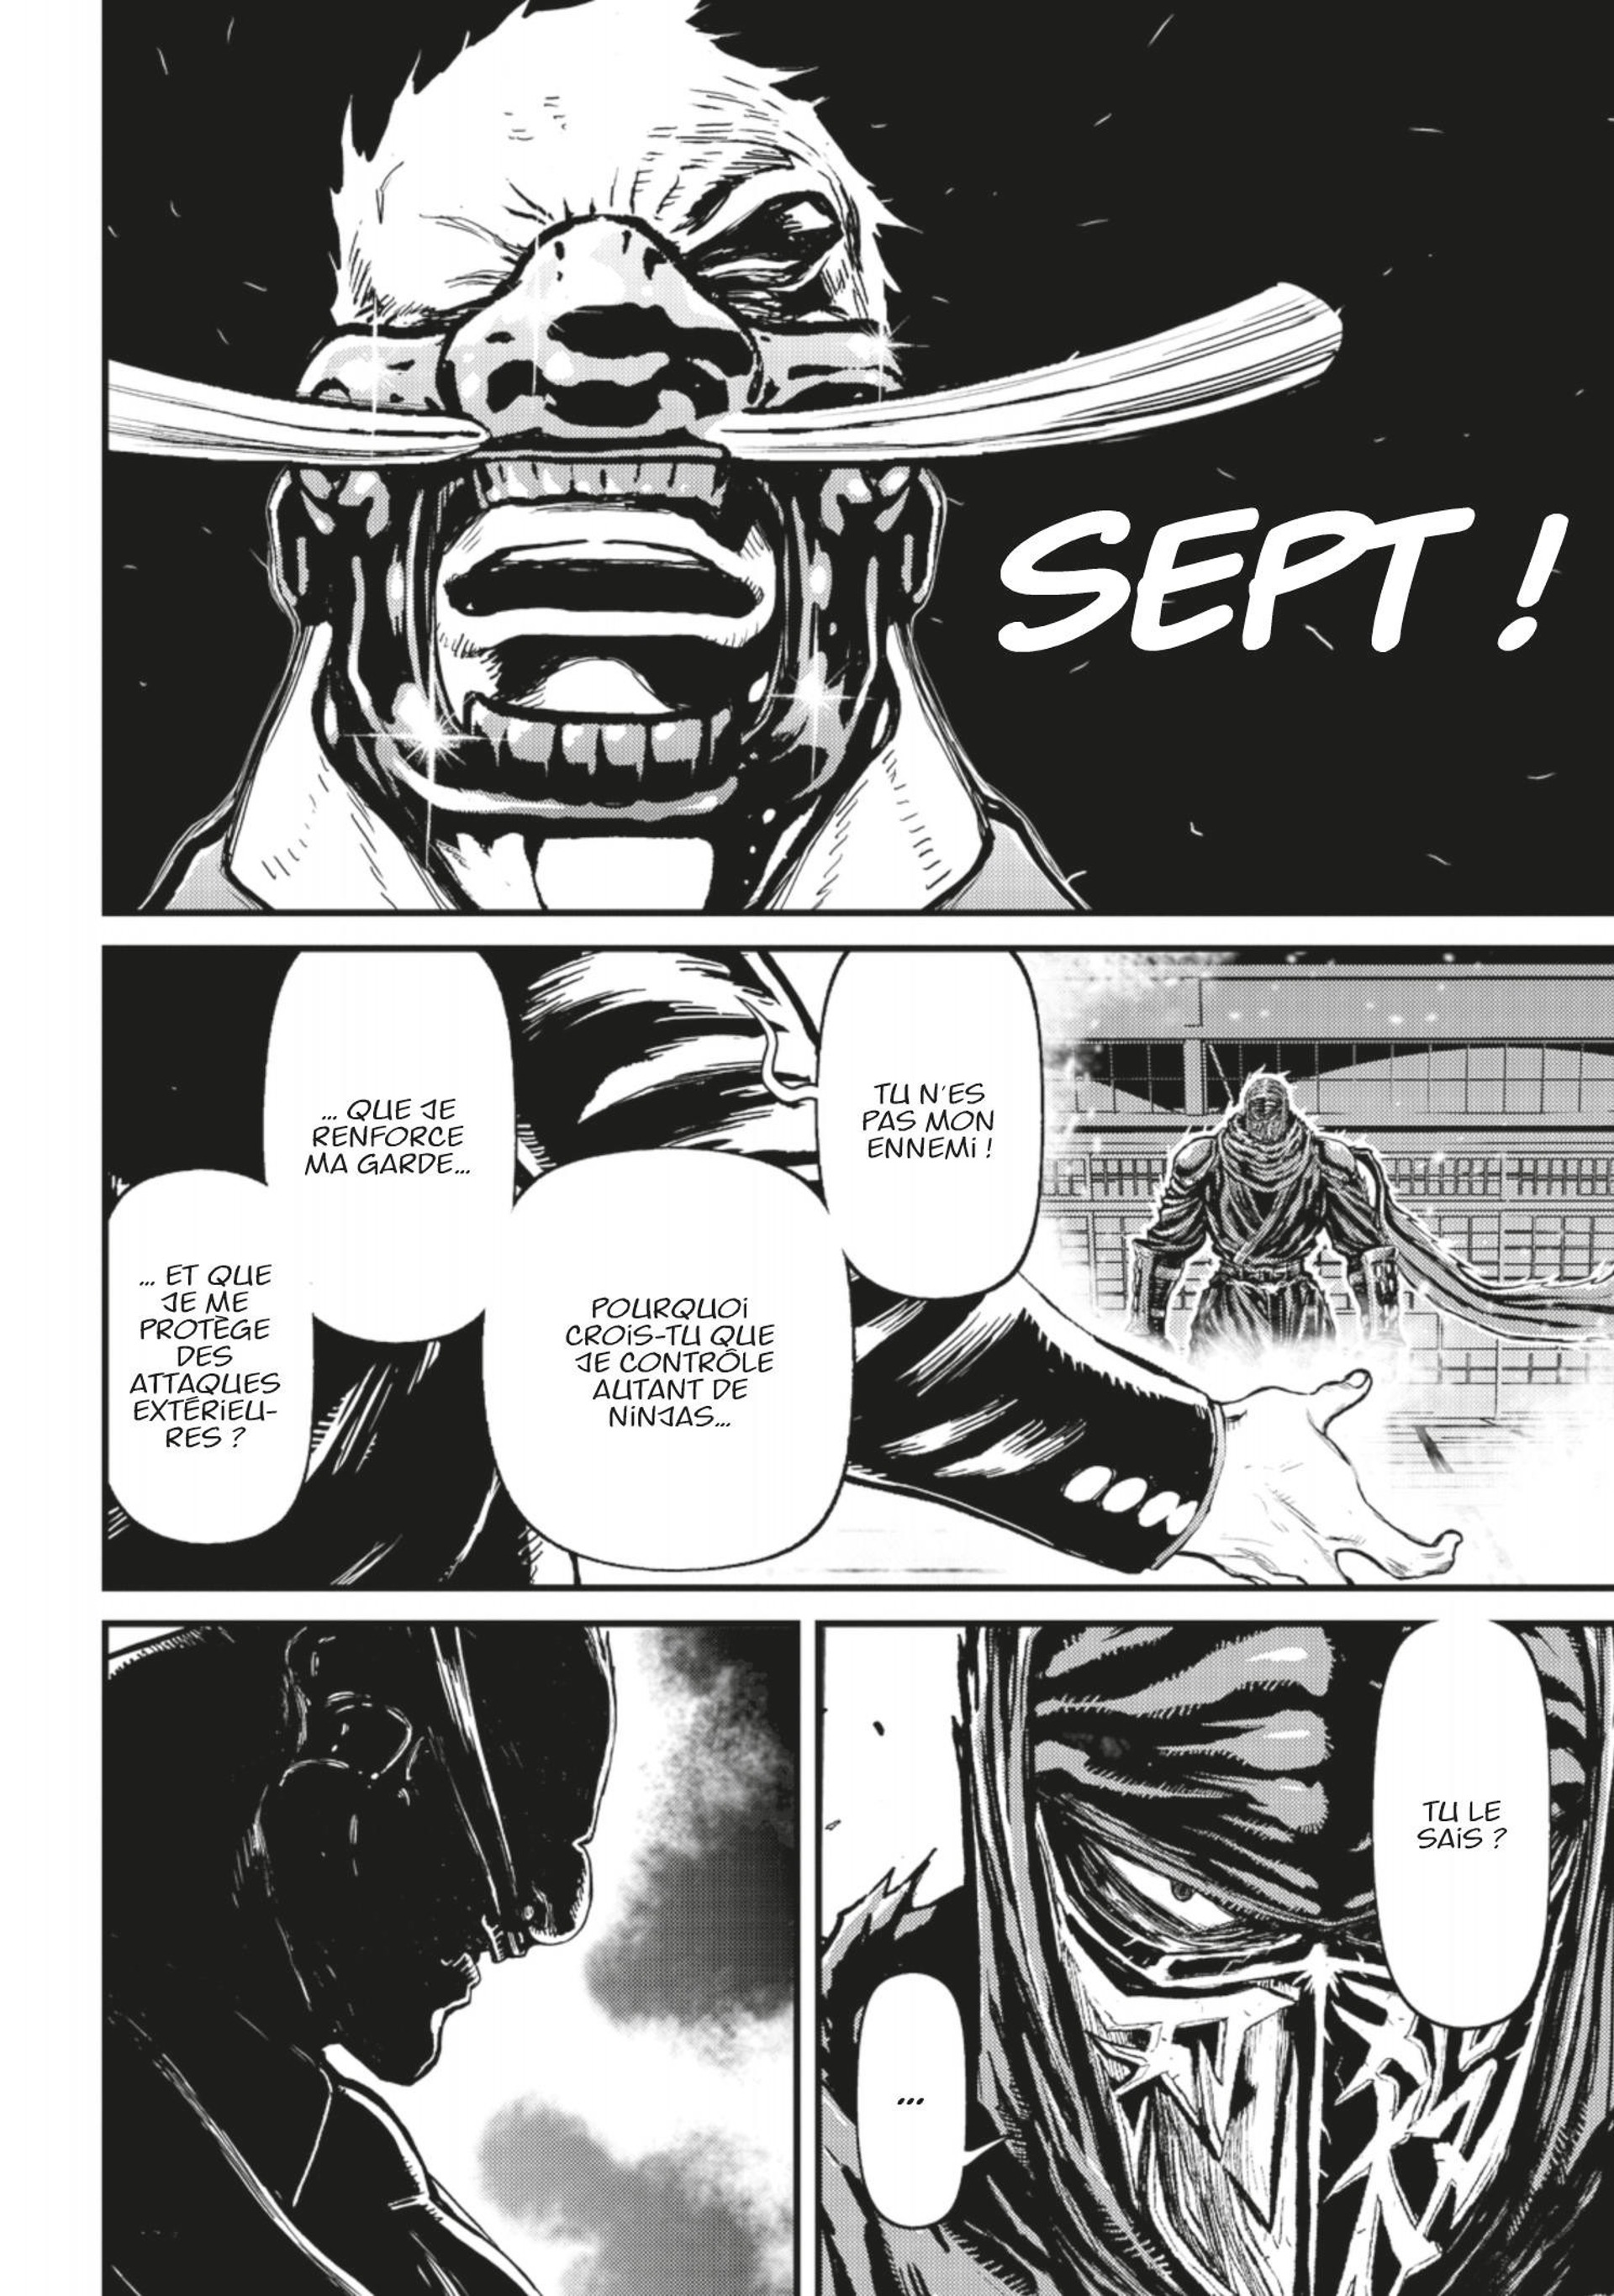 SEPT !
TU N'ES
PAS MON
ENNEMI !
POURQUOI
CROIS-TU QUE
JE CONTRÔLE
AUTANT DE
NINJAS...
... QUE JE
RENFORCE
MA GARDE...
... ET QUE
JE ME
PROTÈGE
DES
ATTAQUES
EXTÉRIEU-
RES ?
TU LE
SAIS ?
...